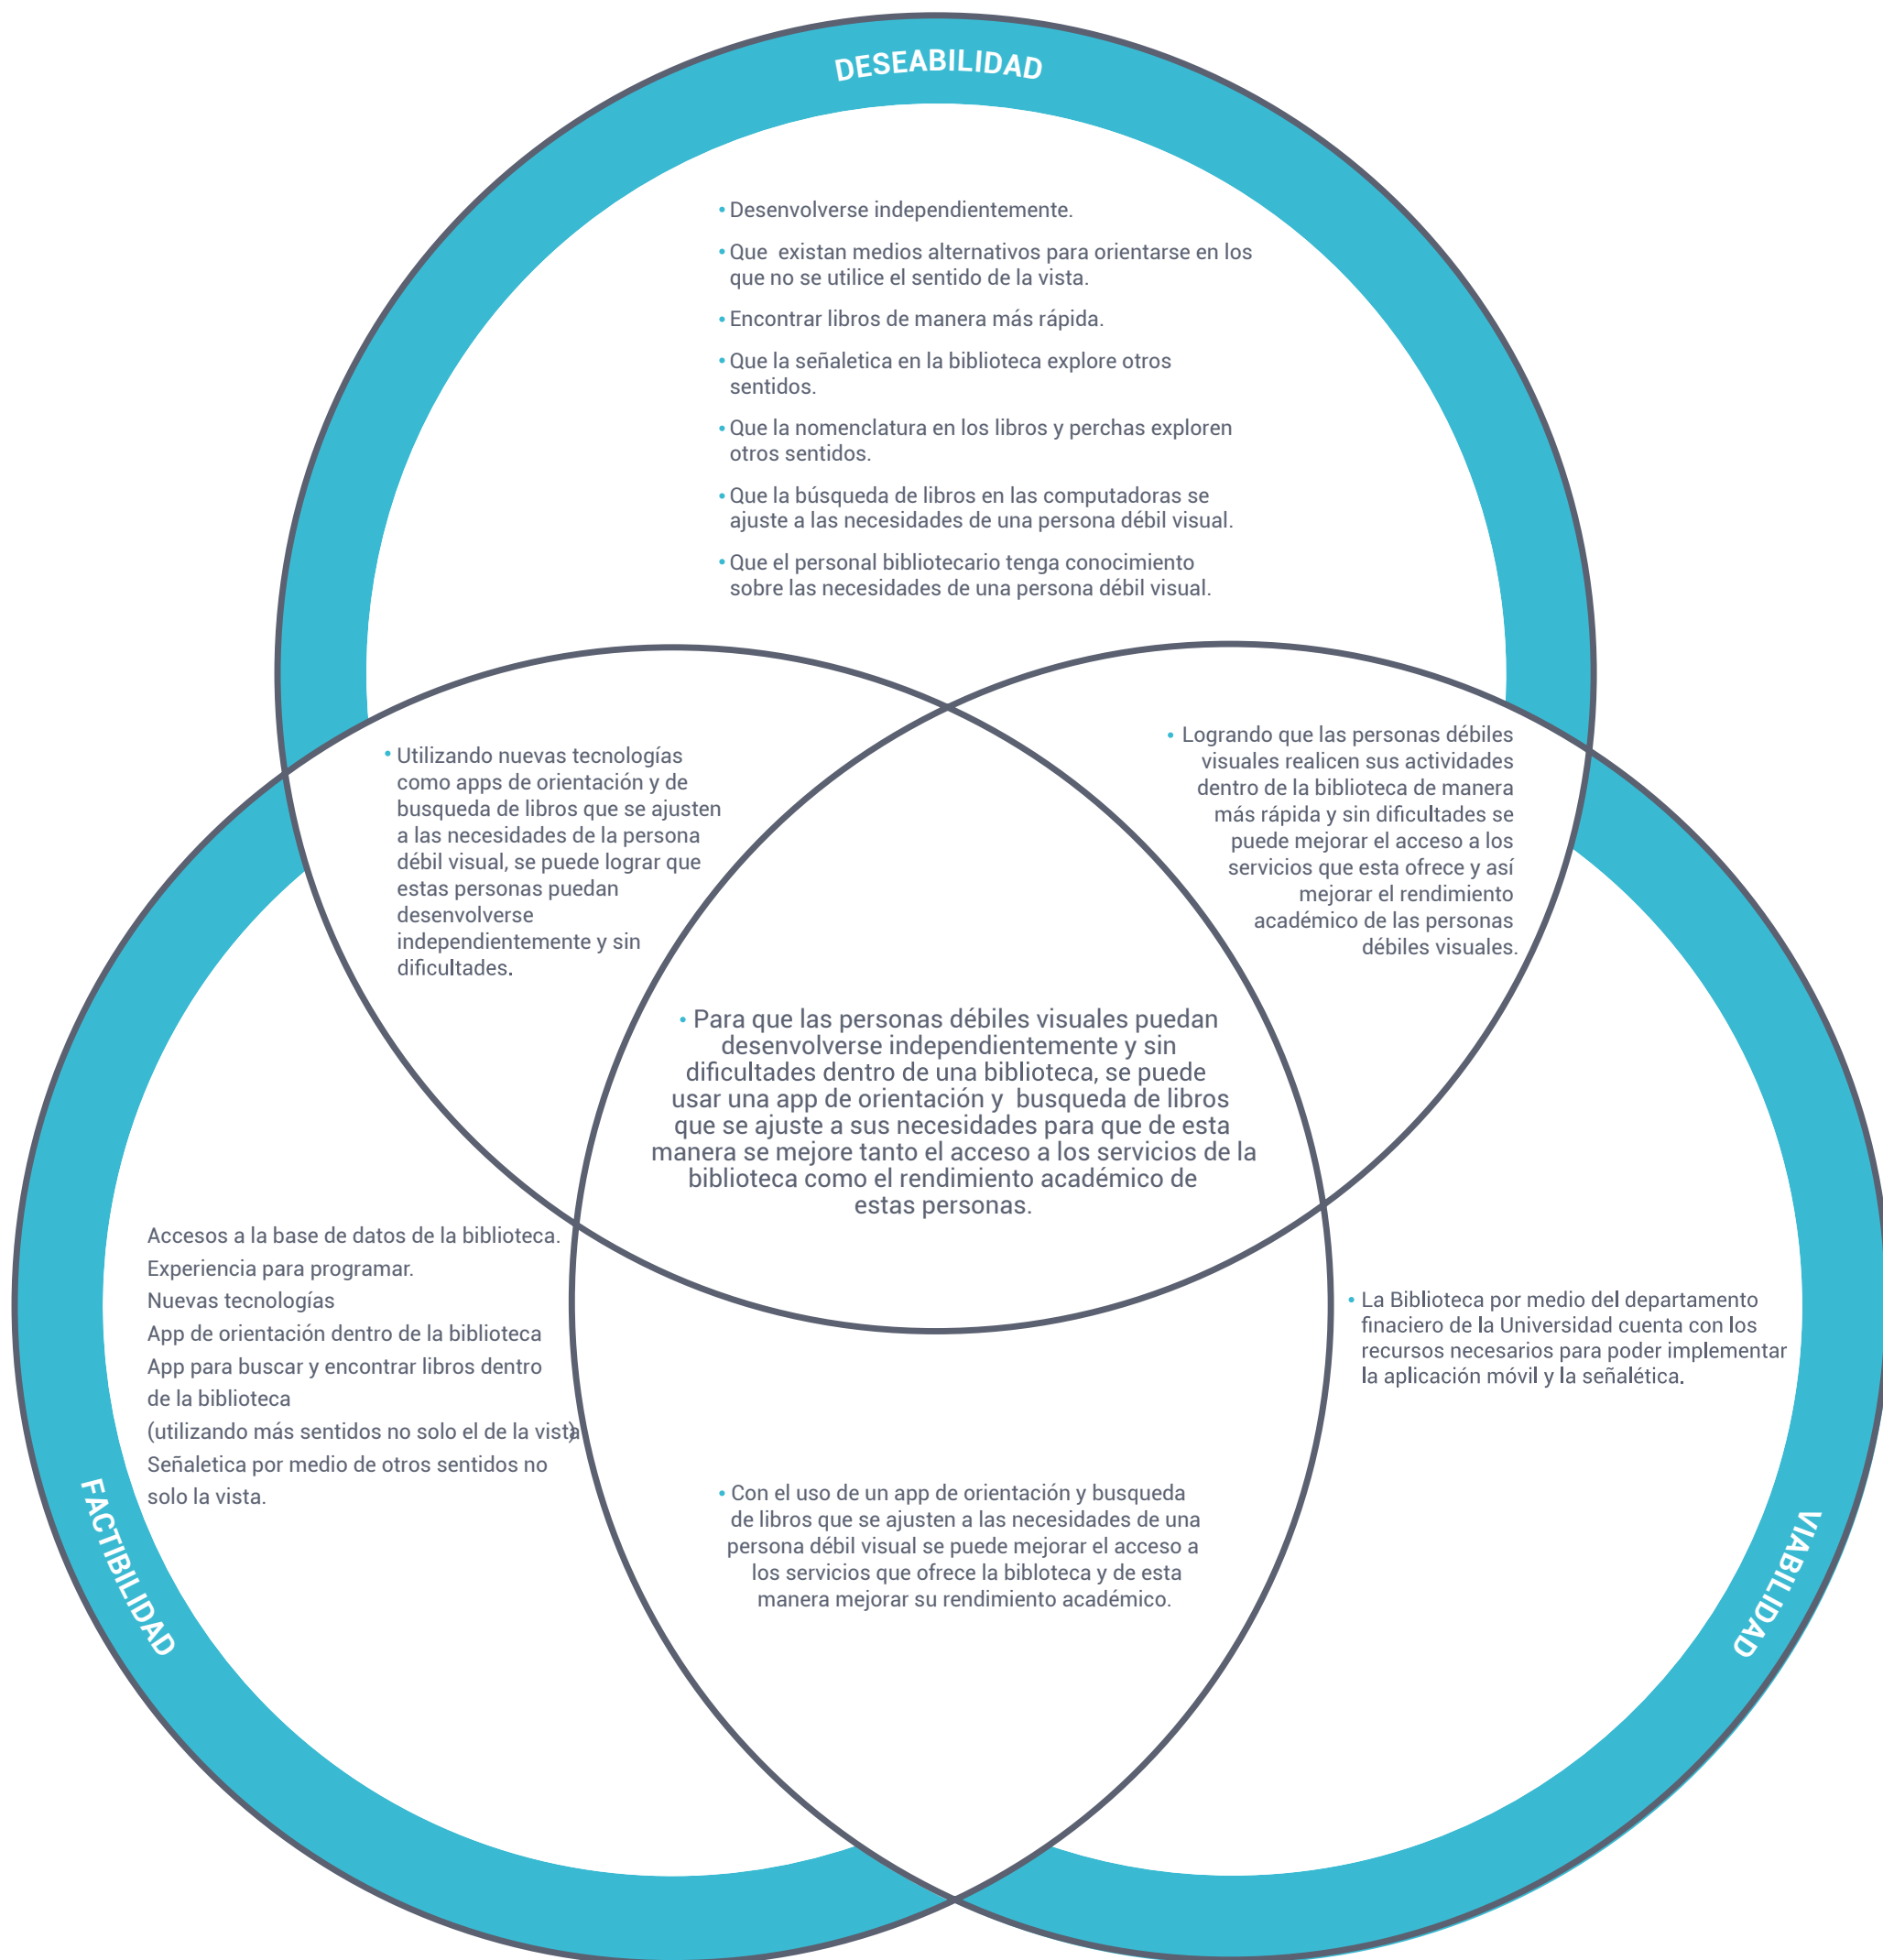 DESEABILIDAD
• Desenvolverse independientemente.
• Que  existan medios alternativos para orientarse en los
que no se utilice el sentido de la vista.
• Encontrar libros de manera más rápida.
• Que la señaletica en la biblioteca explore otros
sentidos.
• Que la nomenclatura en los libros y perchas exploren
otros sentidos.
• Que la búsqueda de libros en las computadoras se
ajuste a las necesidades de una persona débil visual.
• Que el personal bibliotecario tenga conocimiento
sobre las necesidades de una persona débil visual.
• Utilizando nuevas tecnologías
como apps de orientación y de
busqueda de libros que se ajusten
a las necesidades de la persona
débil visual, se puede lograr que
estas personas puedan
desenvolverse
independientemente y sin
dificultades.
• Logrando que las personas débiles
visuales realicen sus actividades
dentro de la biblioteca de manera
más rápida y sin dificultades se
puede mejorar el acceso a los
servicios que esta ofrece y así
mejorar el rendimiento
académico de las personas
débiles visuales.
• Para que las personas débiles visuales puedan
desenvolverse independientemente y sin
dificultades dentro de una biblioteca, se puede
usar una app de orientación y  busqueda de libros
que se ajuste a sus necesidades para que de esta
manera se mejore tanto el acceso a los servicios de la
biblioteca como el rendimiento académico de
estas personas.
Accesos a la base de datos de la biblioteca.
Experiencia para programar.
Nuevas tecnologías
App de orientación dentro de la biblioteca
App para buscar y encontrar libros dentro
de la biblioteca
(utilizando más sentidos no solo el de la vista)
Señaletica por medio de otros sentidos no
solo la vista.
• La Biblioteca por medio del departamento
finaciero de la Universidad cuenta con los
recursos necesarios para poder implementar
la aplicación móvil y la señalética.
• Con el uso de un app de orientación y busqueda
de libros que se ajusten a las necesidades de una
persona débil visual se puede mejorar el acceso a
los servicios que ofrece la bibloteca y de esta
manera mejorar su rendimiento académico.
FACTIBILIDAD
VIABILIDAD